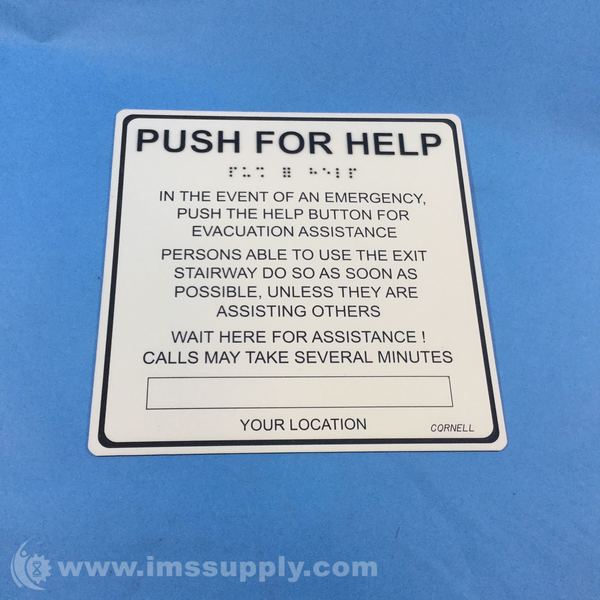 PUSH FOR HELP
⠏⠥⠩ ⠿ ⠓⠑⠇⠏
IN THE EVENT OF AN EMERGENCY,
PUSH THE HELP BUTTON FOR
EVACUATION ASSISTANCE
PERSONS ABLE TO USE THE EXIT
STAIRWAY DO SO AS SOON AS
POSSIBLE, UNLESS THEY ARE
ASSISTING OTHERS
WAIT HERE FOR ASSISTANCE !
CALLS MAY TAKE SEVERAL MINUTES
YOUR LOCATION
CORNELL
www.imssupply.com